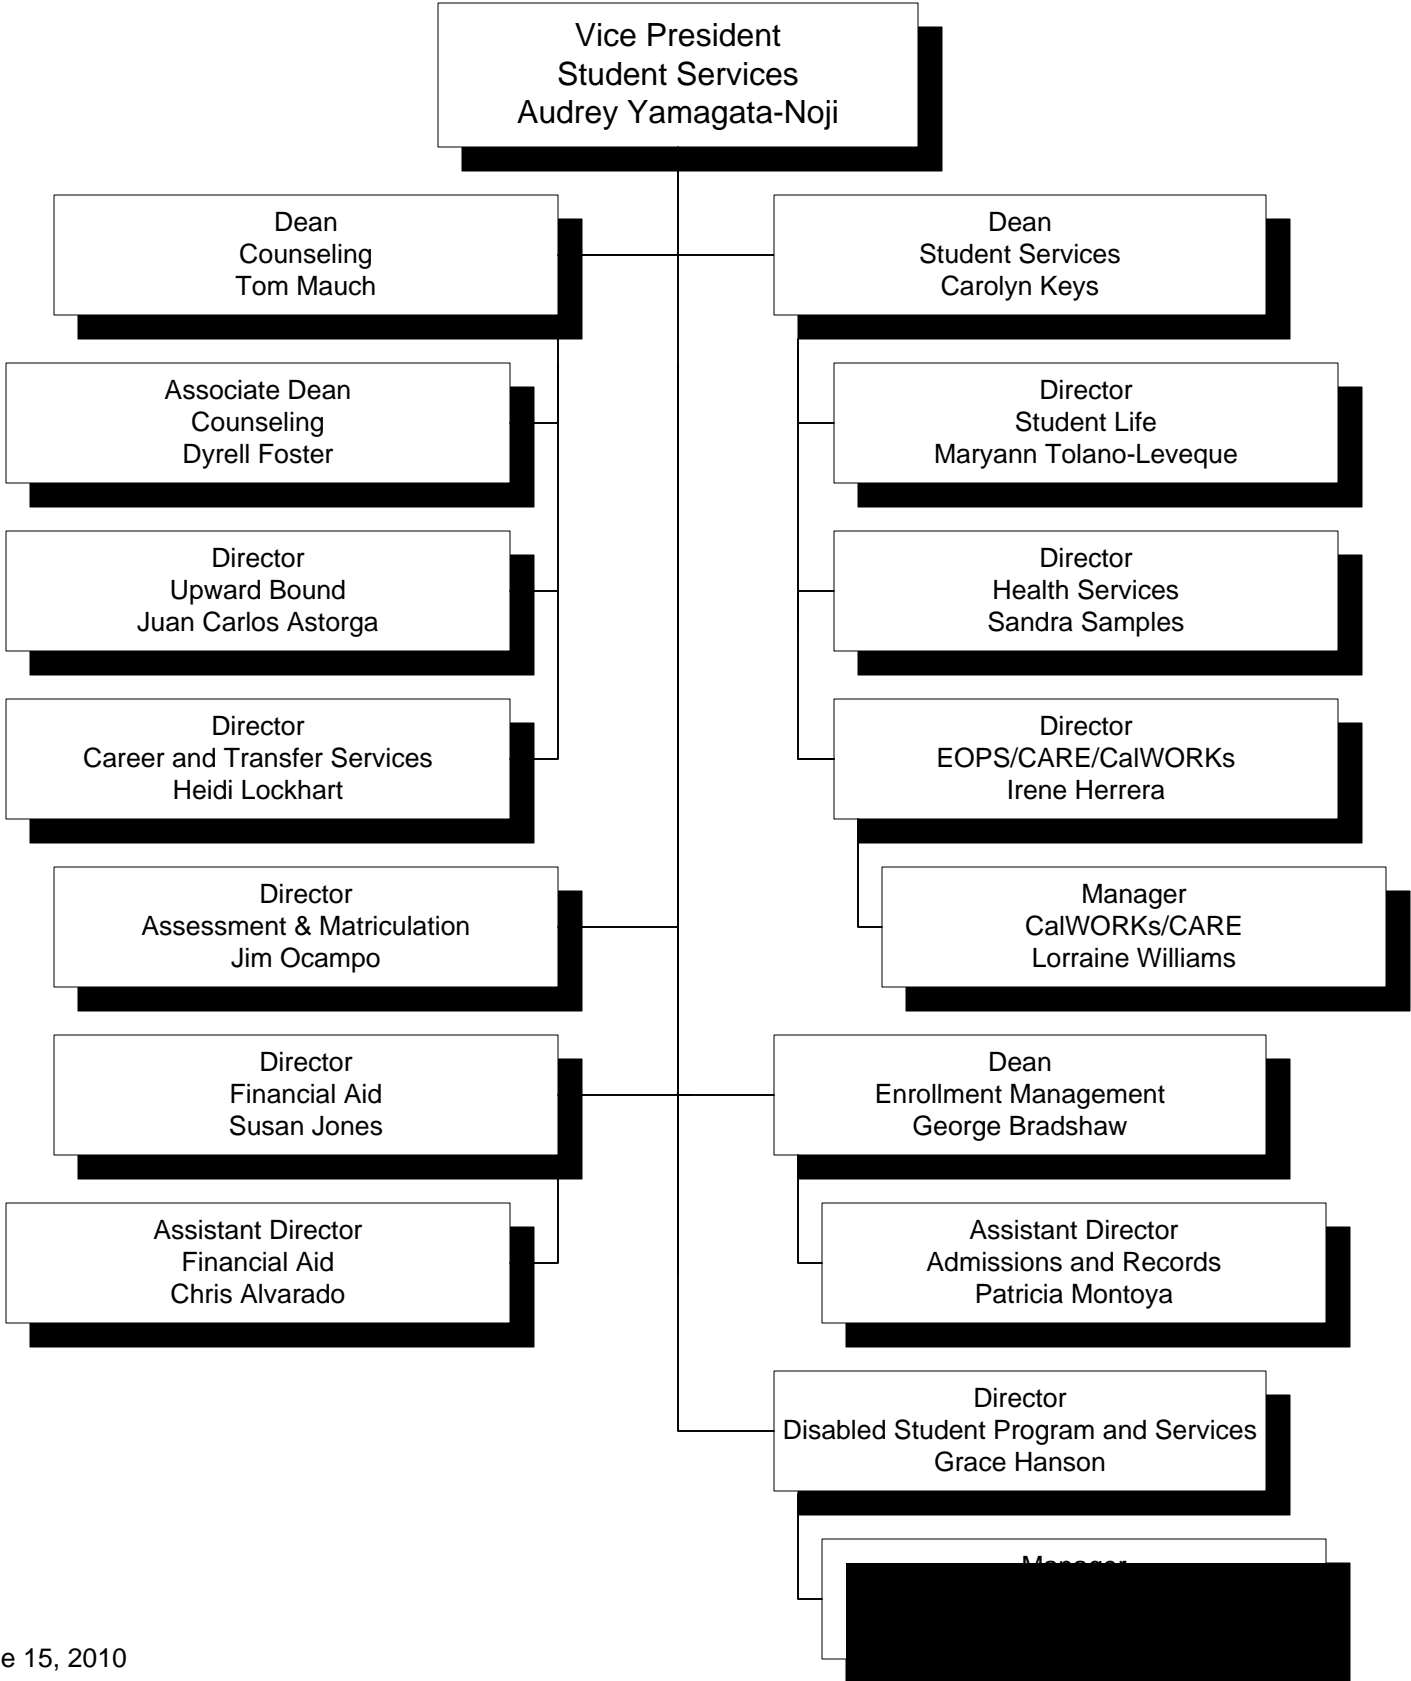 Vice President
Student Services
Audrey Yamagata-Noji
Dean
Counseling
Tom Mauch
Dean
Student Services
Carolyn Keys
Associate Dean
Counseling
Dyrell Foster
Director
Student Life
Maryann Tolano-Leveque
Director
Upward Bound
Juan Carlos Astorga
Director
Health Services
Sandra Samples
Director
Career and Transfer Services
Heidi Lockhart
Director
EOPS/CARE/CalWORKs
Irene Herrera
Director
Assessment & Matriculation
Jim Ocampo
Manager
CalWORKs/CARE
Lorraine Williams
Director
Financial Aid
Susan Jones
Dean
Enrollment Management
George Bradshaw
Assistant Director
Financial Aid
Chris Alvarado
Assistant Director
Admissions and Records
Patricia Montoya
Director
Disabled Student Program and Services
Grace Hanson
Manager
e 15, 2010